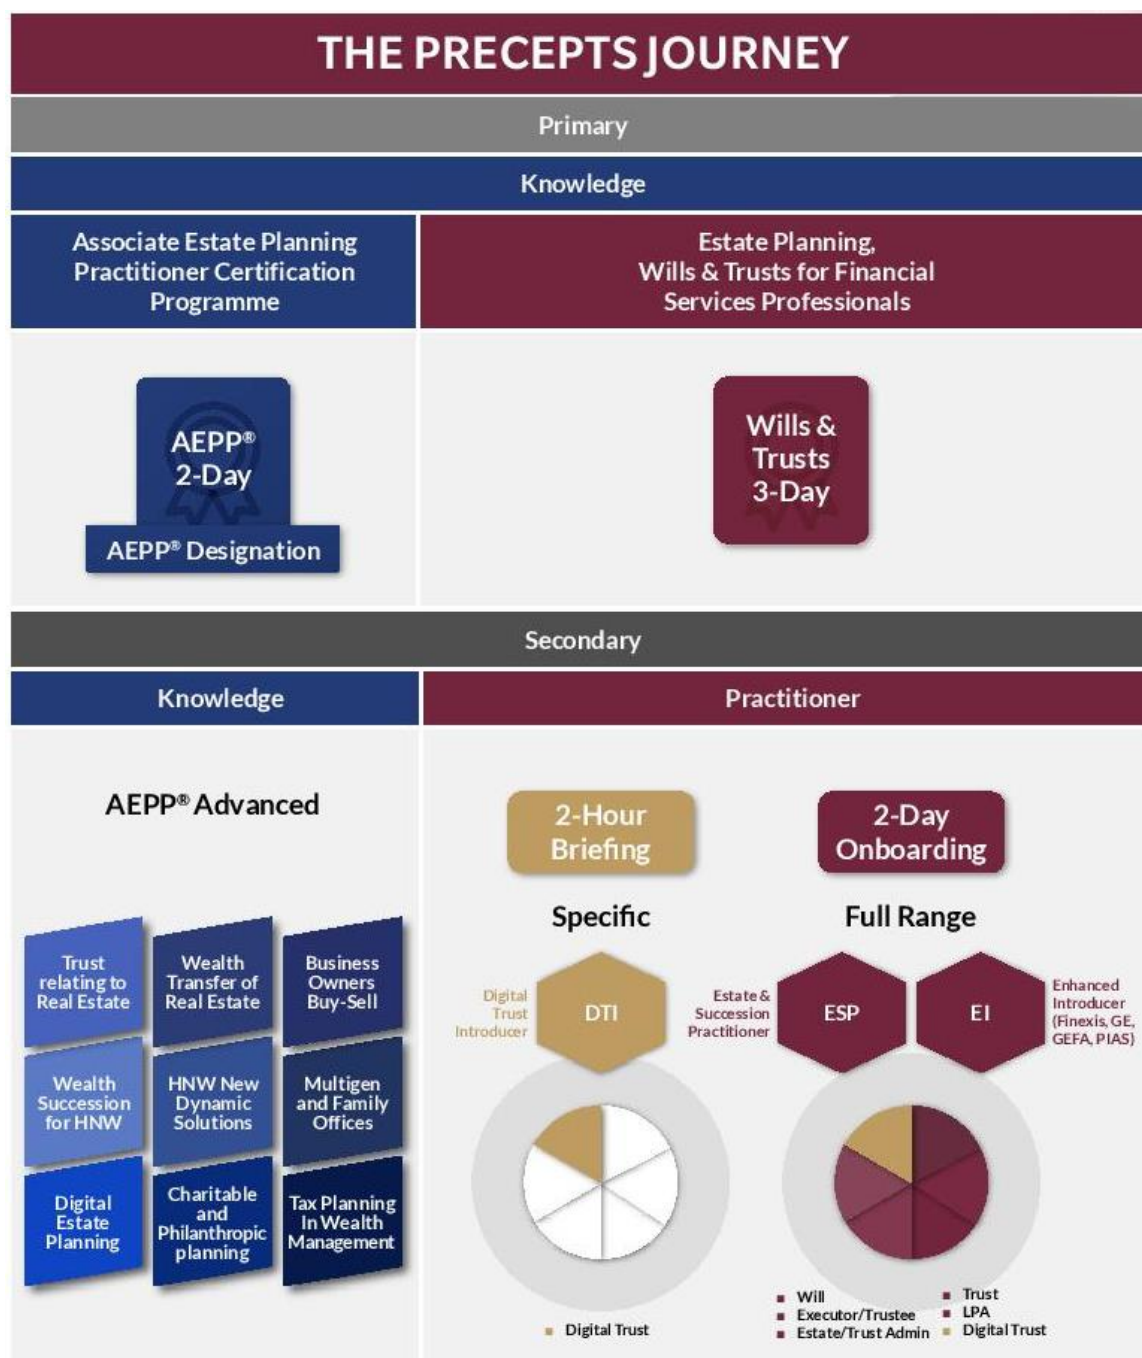 THE PRECEPTS JOURNEY
Primary
Knowledge
Associate Estate Planning
Practitioner Certification
Programme
Estate Planning,
Wills & Trusts for Financial
Services Professionals
AEPP®
2-Day
AEPP® Designation
Wills &
Trusts
3-Day
Secondary
Knowledge
Practitioner
AEPP® Advanced
Trust
relating to
Real Estate
Wealth
Transfer of
Real Estate
Business
Owners
Buy-Sell
Wealth
Succession
for HNW
HNW New
Dynamic
Solutions
Multigen
and Family
Offices
Digital
Estate
Planning
Charitable
and
Philanthropic
planning
Tax Planning
In Wealth
Management
2-Hour
Briefing
Specific
Digital
Trust
Introducer
DTI
Digital Trust
2-Day
Onboarding
Full Range
Estate &
Succession
Practitioner
ESP
EI
Enhanced
Introducer
(Finexis, GE,
GEFA, PIAS)
Will
Executor/Trustee
Estate/Trust Admin
Trust
LPA
Digital Trust